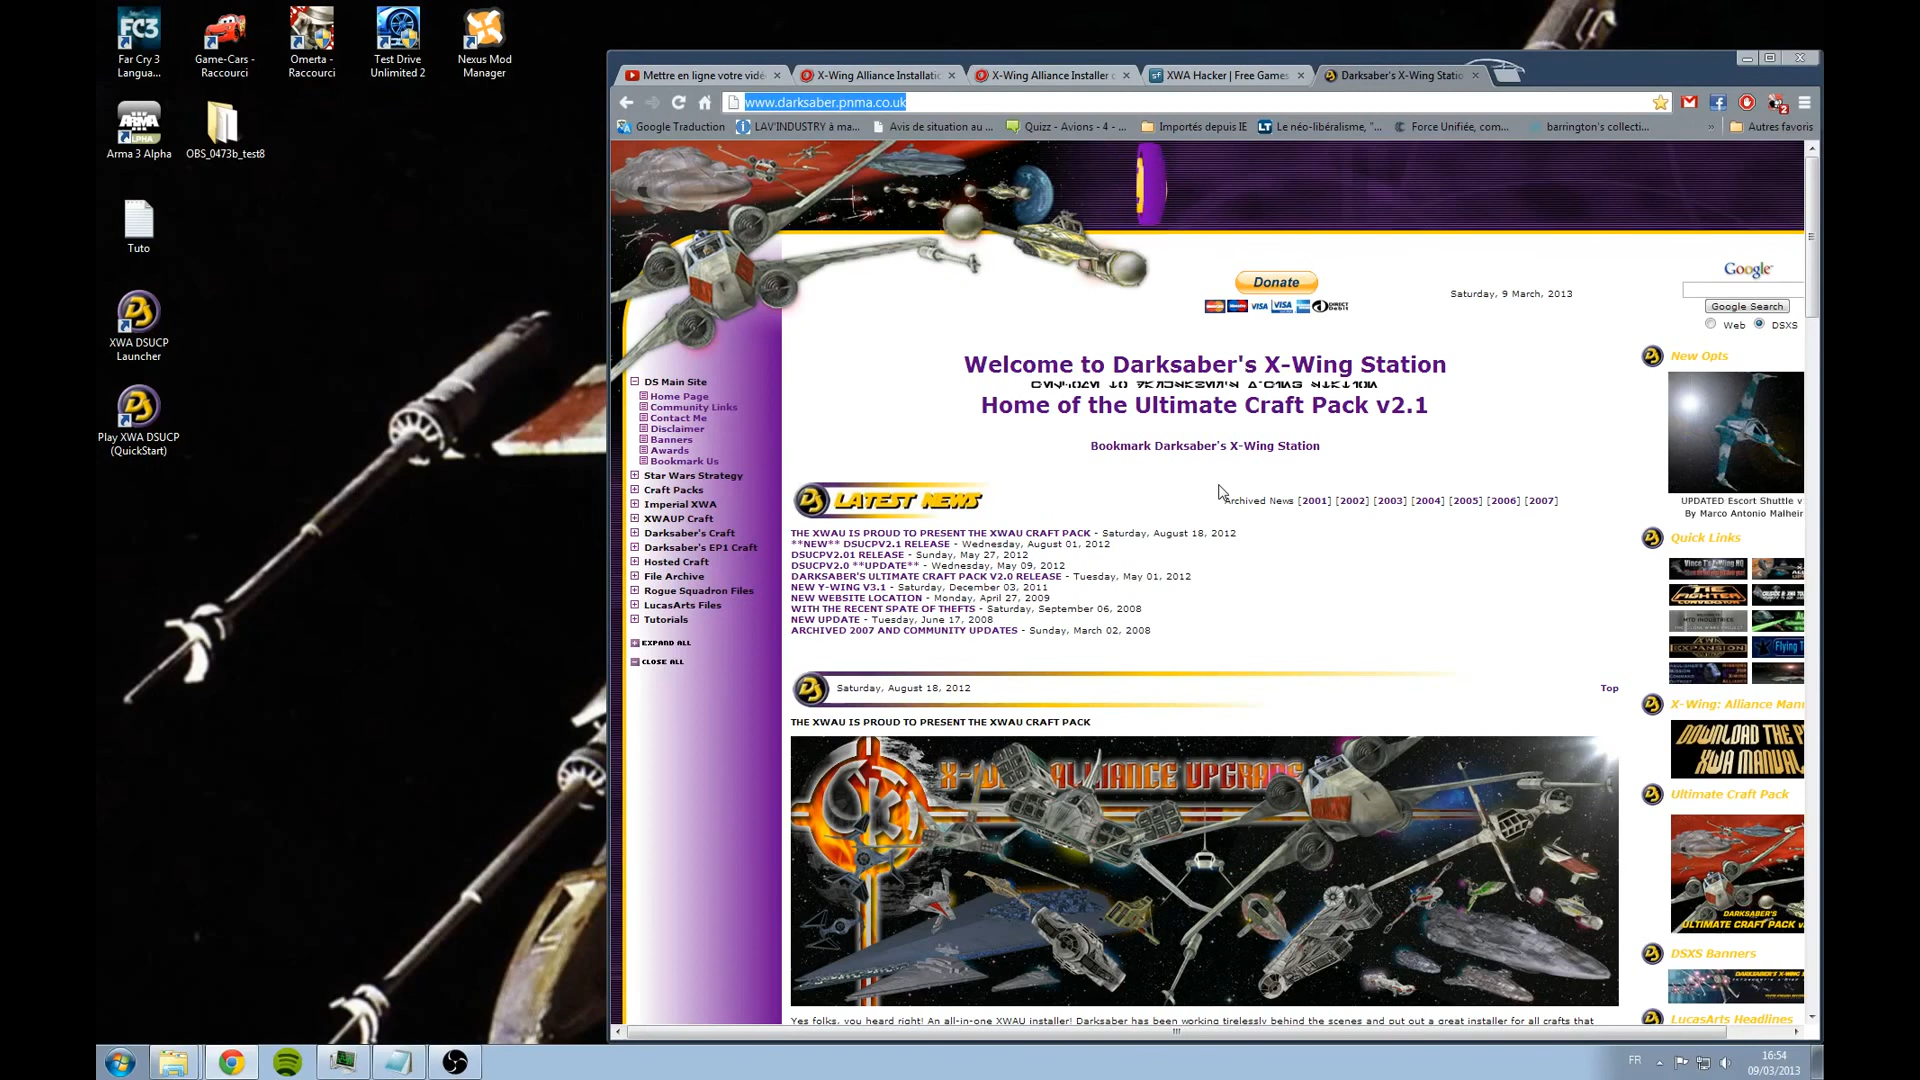 Far Cry 3
Langua...
Game-Cars -
Raccourci
Omerta -
Raccourci
Test Drive
Unlimited 2
Nexus Mod
Manager
ARMA
Arma 3 Alpha
OBS_0473b_test8
Tuto
XWA DSUCP
Launcher
Play XWA DSUCP
(QuickStart)
Mettre en ligne votre vidé
X-Wing Alliance Installatio
X-Wing Alliance Installer
XWA Hacker | Free Games
Darksaber's X-Wing Statio
www.darksaber.pnma.co.uk
Google Traduction
LAV'INDUSTRY à ma...
Avis de situation au ...
Quizz - Avions - 4 - ...
Importés depuis IE
Le néo-libéralisme, "...
Force Unifiée, com...
barrington's collecti...
»
Autres favoris
Donate
Saturday, 9 March, 2013
Google
Google Search
Web
DSXS
DS Main Site
Home Page
Community Links
Contact Me
Disclaimer
Banners
Awards
Bookmark Us
Star Wars Strategy
Craft Packs
Imperial XWA
XWAUP Craft
Darksaber's Craft
Darksaber's EP1 Craft
Hosted Craft
File Archive
Rogue Squadron Files
LucasArts Files
Tutorials
EXPAND ALL
CLOSE ALL
Welcome to Darksaber's X-Wing Station
Home of the Ultimate Craft Pack v2.1
Bookmark Darksaber's X-Wing Station
LATEST NEWS
Archived News [2001] [2002] [2003] [2004] [2005] [2006] [2007]
THE XWAU IS PROUD TO PRESENT THE XWAU CRAFT PACK - Saturday, August 18, 2012
**NEW** DSUCPV2.1 RELEASE - Wednesday, August 01, 2012
DSUCPV2.01 RELEASE - Sunday, May 27, 2012
DSUCPV2.0 **UPDATE** - Wednesday, May 09, 2012
DARKSABER'S ULTIMATE CRAFT PACK V2.0 RELEASE - Tuesday, May 01, 2012
NEW Y-WING V3.1 - Saturday, December 03, 2011
NEW WEBSITE LOCATION - Monday, April 27, 2009
WITH THE RECENT SPATE OF THEFTS - Saturday, September 06, 2008
NEW UPDATE - Tuesday, June 17, 2008
ARCHIVED 2007 AND COMMUNITY UPDATES - Sunday, March 02, 2008
Saturday, August 18, 2012
Top
THE XWAU IS PROUD TO PRESENT THE XWAU CRAFT PACK
X-WING ALLIANCE UPGRADE
Yes folks, you heard right! An all-in-one XWAU installer! Darksaber has been working tirelessly behind the scenes and put out a great installer for all crafts that
New Opts
UPDATED Escort Shuttle v
By Marco Antonio Malheir
Quick Links
X-Wing: Alliance Man
DOWNLOAD THE P
XWA MANUAL
Ultimate Craft Pack
DARKSABER'S
ULTIMATE CRAFT PACK
DSXS Banners
LucasArts Headlines
FR
16:54
09/03/2013